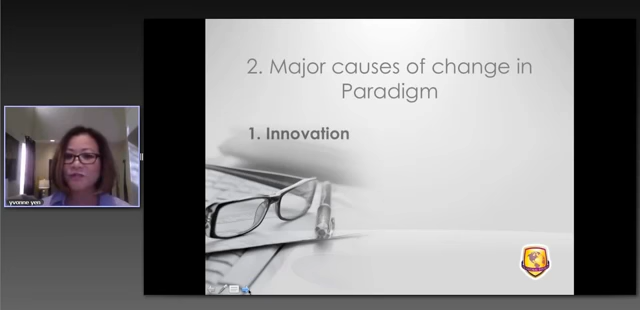 2. Major causes of change in
Paradigm
1. Innovation
yvonne yen